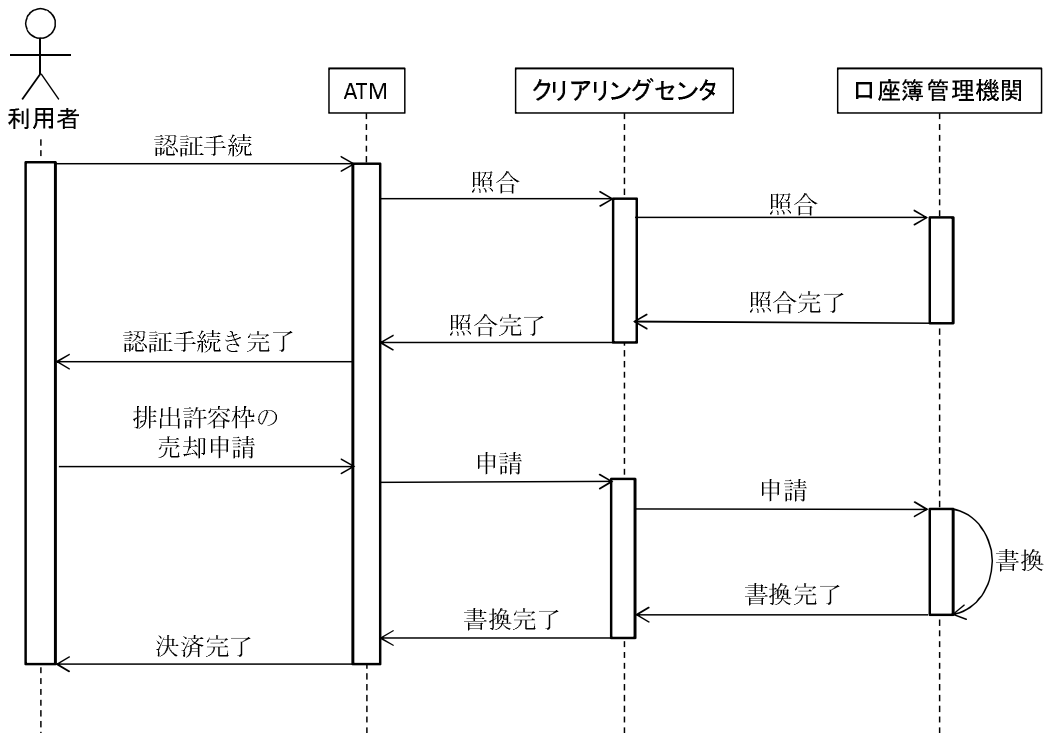 利用者
ATM
クリアリングセンタ
口座簿管理機関
認証手続
照合
照合
照合完了
照合完了
認証手続き完了
排出許容枠の
売却申請
申請
申請
書換
書換完了
書換完了
決済完了